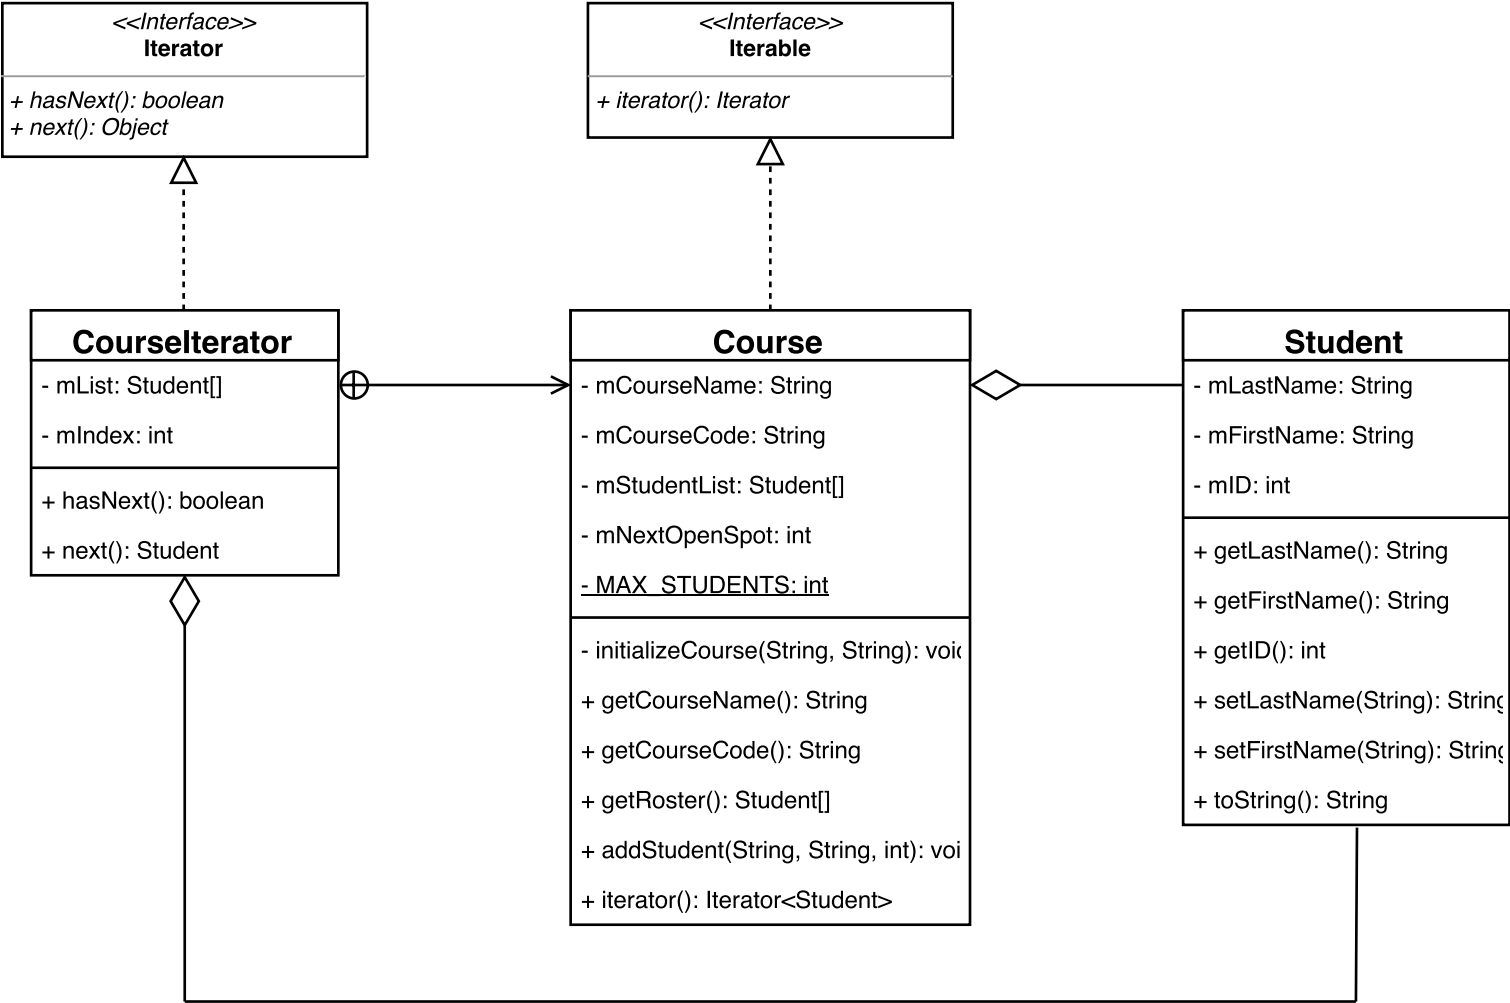 <<Interface>>
Iterator
+ hasNext(): boolean
+ next(): Object
<<Interface>>
Iterable
+ iterator(): Iterator
CourseIterator
- mList: Student[]
- mIndex: int
+ hasNext(): boolean
+ next(): Student
Course
- mCourseName: String
- mCourseCode: String
- mStudentList: Student[]
- mNextOpenSpot: int
- MAX_STUDENTS: int
- initializeCourse(String, String): voi
+ getCourseName(): String
+ getCourseCode(): String
+ getRoster(): Student[]
+ addStudent(String, String, int): voi
+ iterator(): Iterator<Student>
Student
- mLastName: String
- mFirstName: String
- mID: int
+ getLastName(): String
+ getFirstName(): String
+ getID(): int
+ setLastName(String): String
+ setFirstName(String): String
+ toString(): String